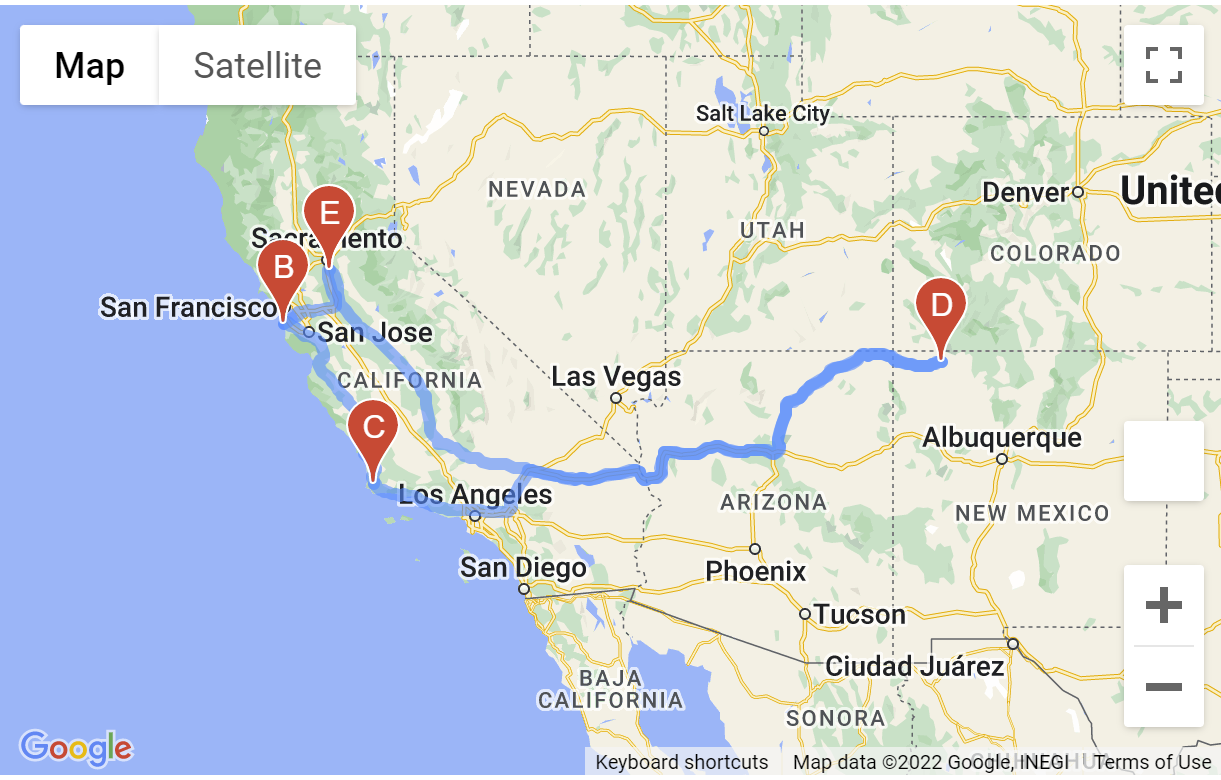 Map
Satellite
Salt Lake City
NEVADA
Denver
United
UTAH
COLORADO
E
Sacramento
B
San Francisco
San Jose
D
CALIFORNIA
Las Vegas
C
Albuquerque
Los Angeles
ARIZONA
NEW MEXICO
San Diego
Phoenix
Tucson
Ciudad Juárez
BAJA
CALIFORNIA
SONORA
CHIHUAHUA
Google
Keyboard shortcuts
Map data ©2022 Google, INEGI
Terms of Use